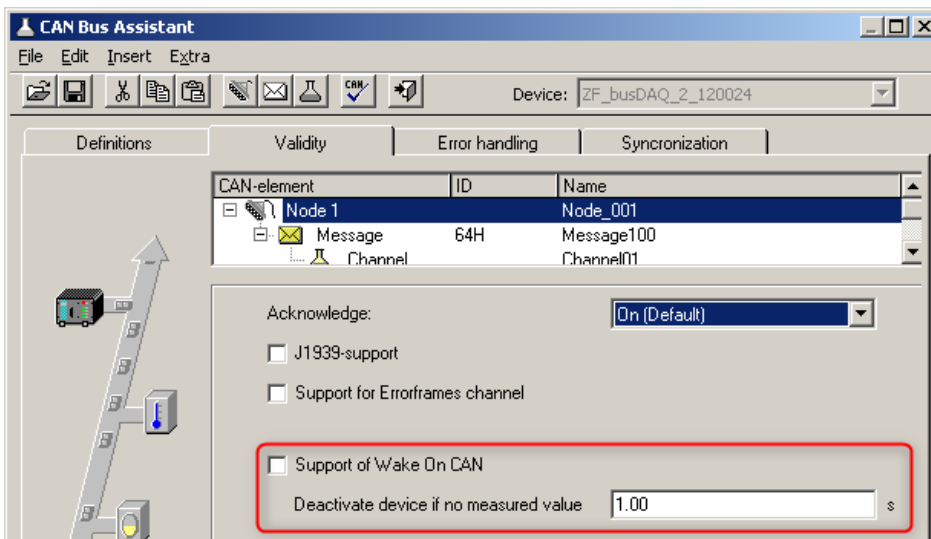 CAN Bus Assistant
File Edit Insert Extra
CAN Device: ZF_busDAQ_2_120024
Definitions Validity Error handling Syncronization
CAN-element ID Name
Node 1 Node_001
Message 64H Message100
Channel Channel01
Acknowledge: On (Default)
J1939-support
Support for Errorframes channel
Support of Wake On CAN
Deactivate device if no measured value 1.00 s